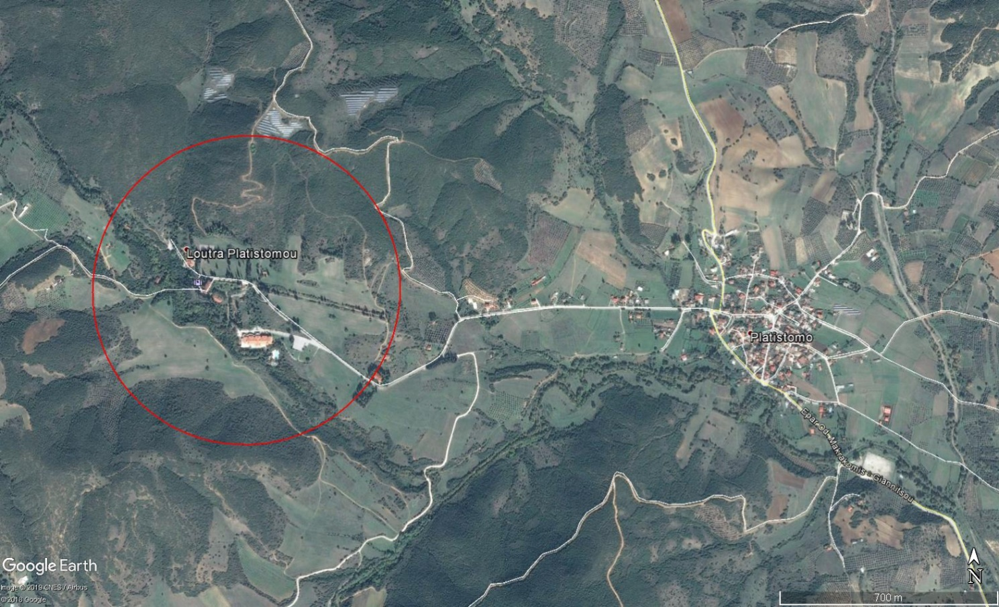 Loutra Platistomou
Platistomo
Epar.Od. Makrakomis - Giannitsou
Google Earth
Image © 2019 CNES / Airbus
© 2018 Google
N
700 m